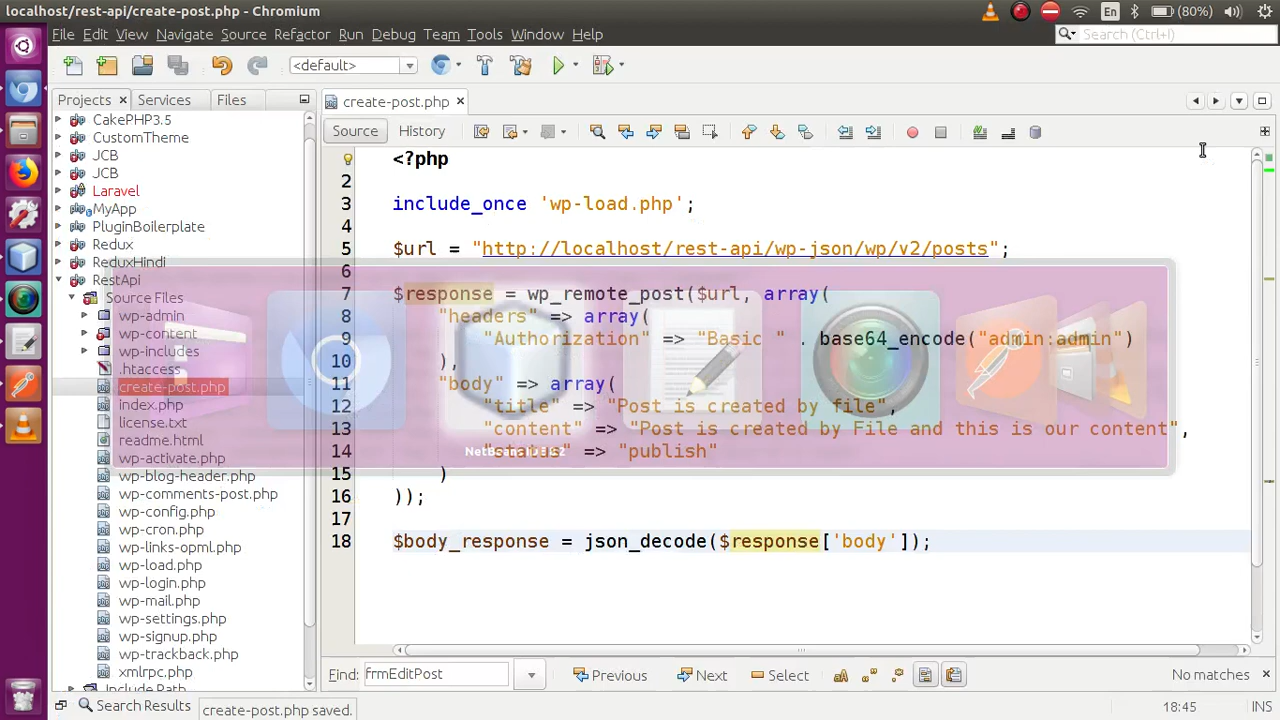 localhost/rest-api/create-post.php - Chromium
En
(80%)
File Edit View Navigate Source Refactor Run Debug Team Tools Window Help
Search (Ctrl+I)
<default>
Projects
Services
Files
create-post.php
Source
History
CakePHP3.5
CustomTheme
JCB
JCB
Laravel
MyApp
PluginBoilerplate
Redux
ReduxHindi
RestApi
Source Files
wp-admin
wp-content
wp-includes
.htaccess
create-post.php
index.php
license.txt
readme.html
wp-activate.php
wp-blog-header.php
wp-comments-post.php
wp-config.php
wp-cron.php
wp-links-opml.php
wp-load.php
wp-login.php
wp-mail.php
wp-settings.php
wp-signup.php
wp-trackback.php
xmlrpc.php
Include Path
<?php
2
3 include_once 'wp-load.php';
4
5 $url = "http://localhost/rest-api/wp-json/wp/v2/posts";
6
7 $response = wp_remote_post($url, array(
8 "headers" => array(
9 "Authorization" => "Basic " . base64_encode("admin:admin")
10 ),
11 "body" => array(
12 "title" => "Post is created by file",
13 "content" => "Post is created by File and this is our content",
14 "status" => "publish"
15 )
16 ));
17
18 $body_response = json_decode($response['body']);
Find: frmEditPost
Previous
Next
Select
No matches
Search Results
create-post.php saved.
18:45
INS